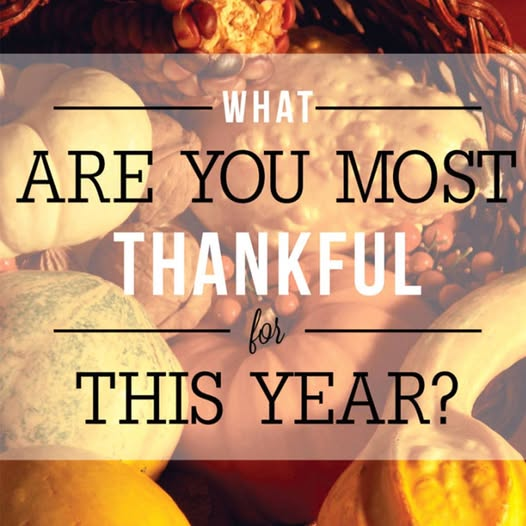 WHAT
ARE YOU MOST
THANKFUL
for
THIS YEAR?